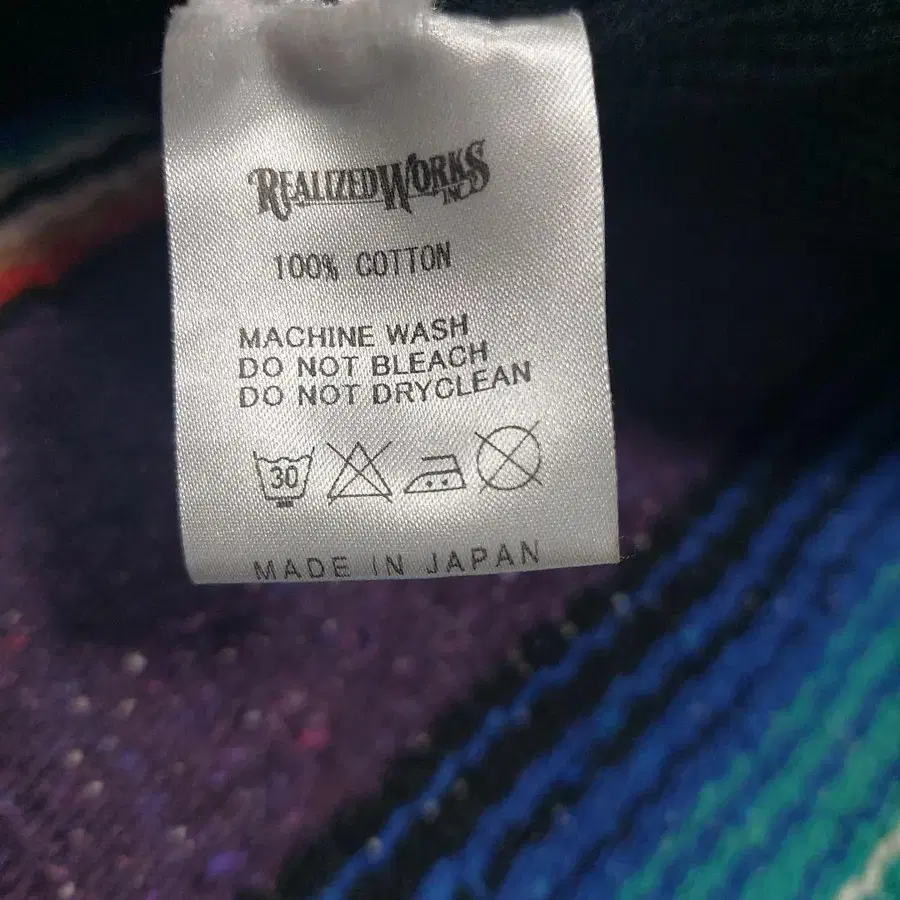 REALIZED WORKS
INC
100% COTTON
MACHINE WASH
DO NOT BLEACH
DO NOT DRYCLEAN
30
MADE IN JAPAN